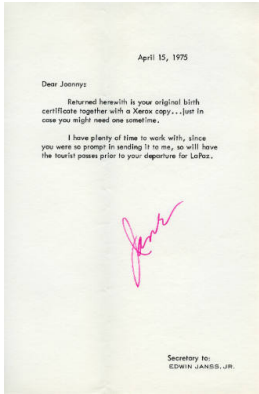 April 15, 1975
Dear Joanny:
Returned herewith is your original birth
certificate together with a Xerox copy...just in
case you might need one sometime.
I have plenty of time to work with, since
you were so prompt in sending it to me, so will have
the tourist passes prior to your departure for LaPaz.
Secretary to:
EDWIN JANSS, JR.